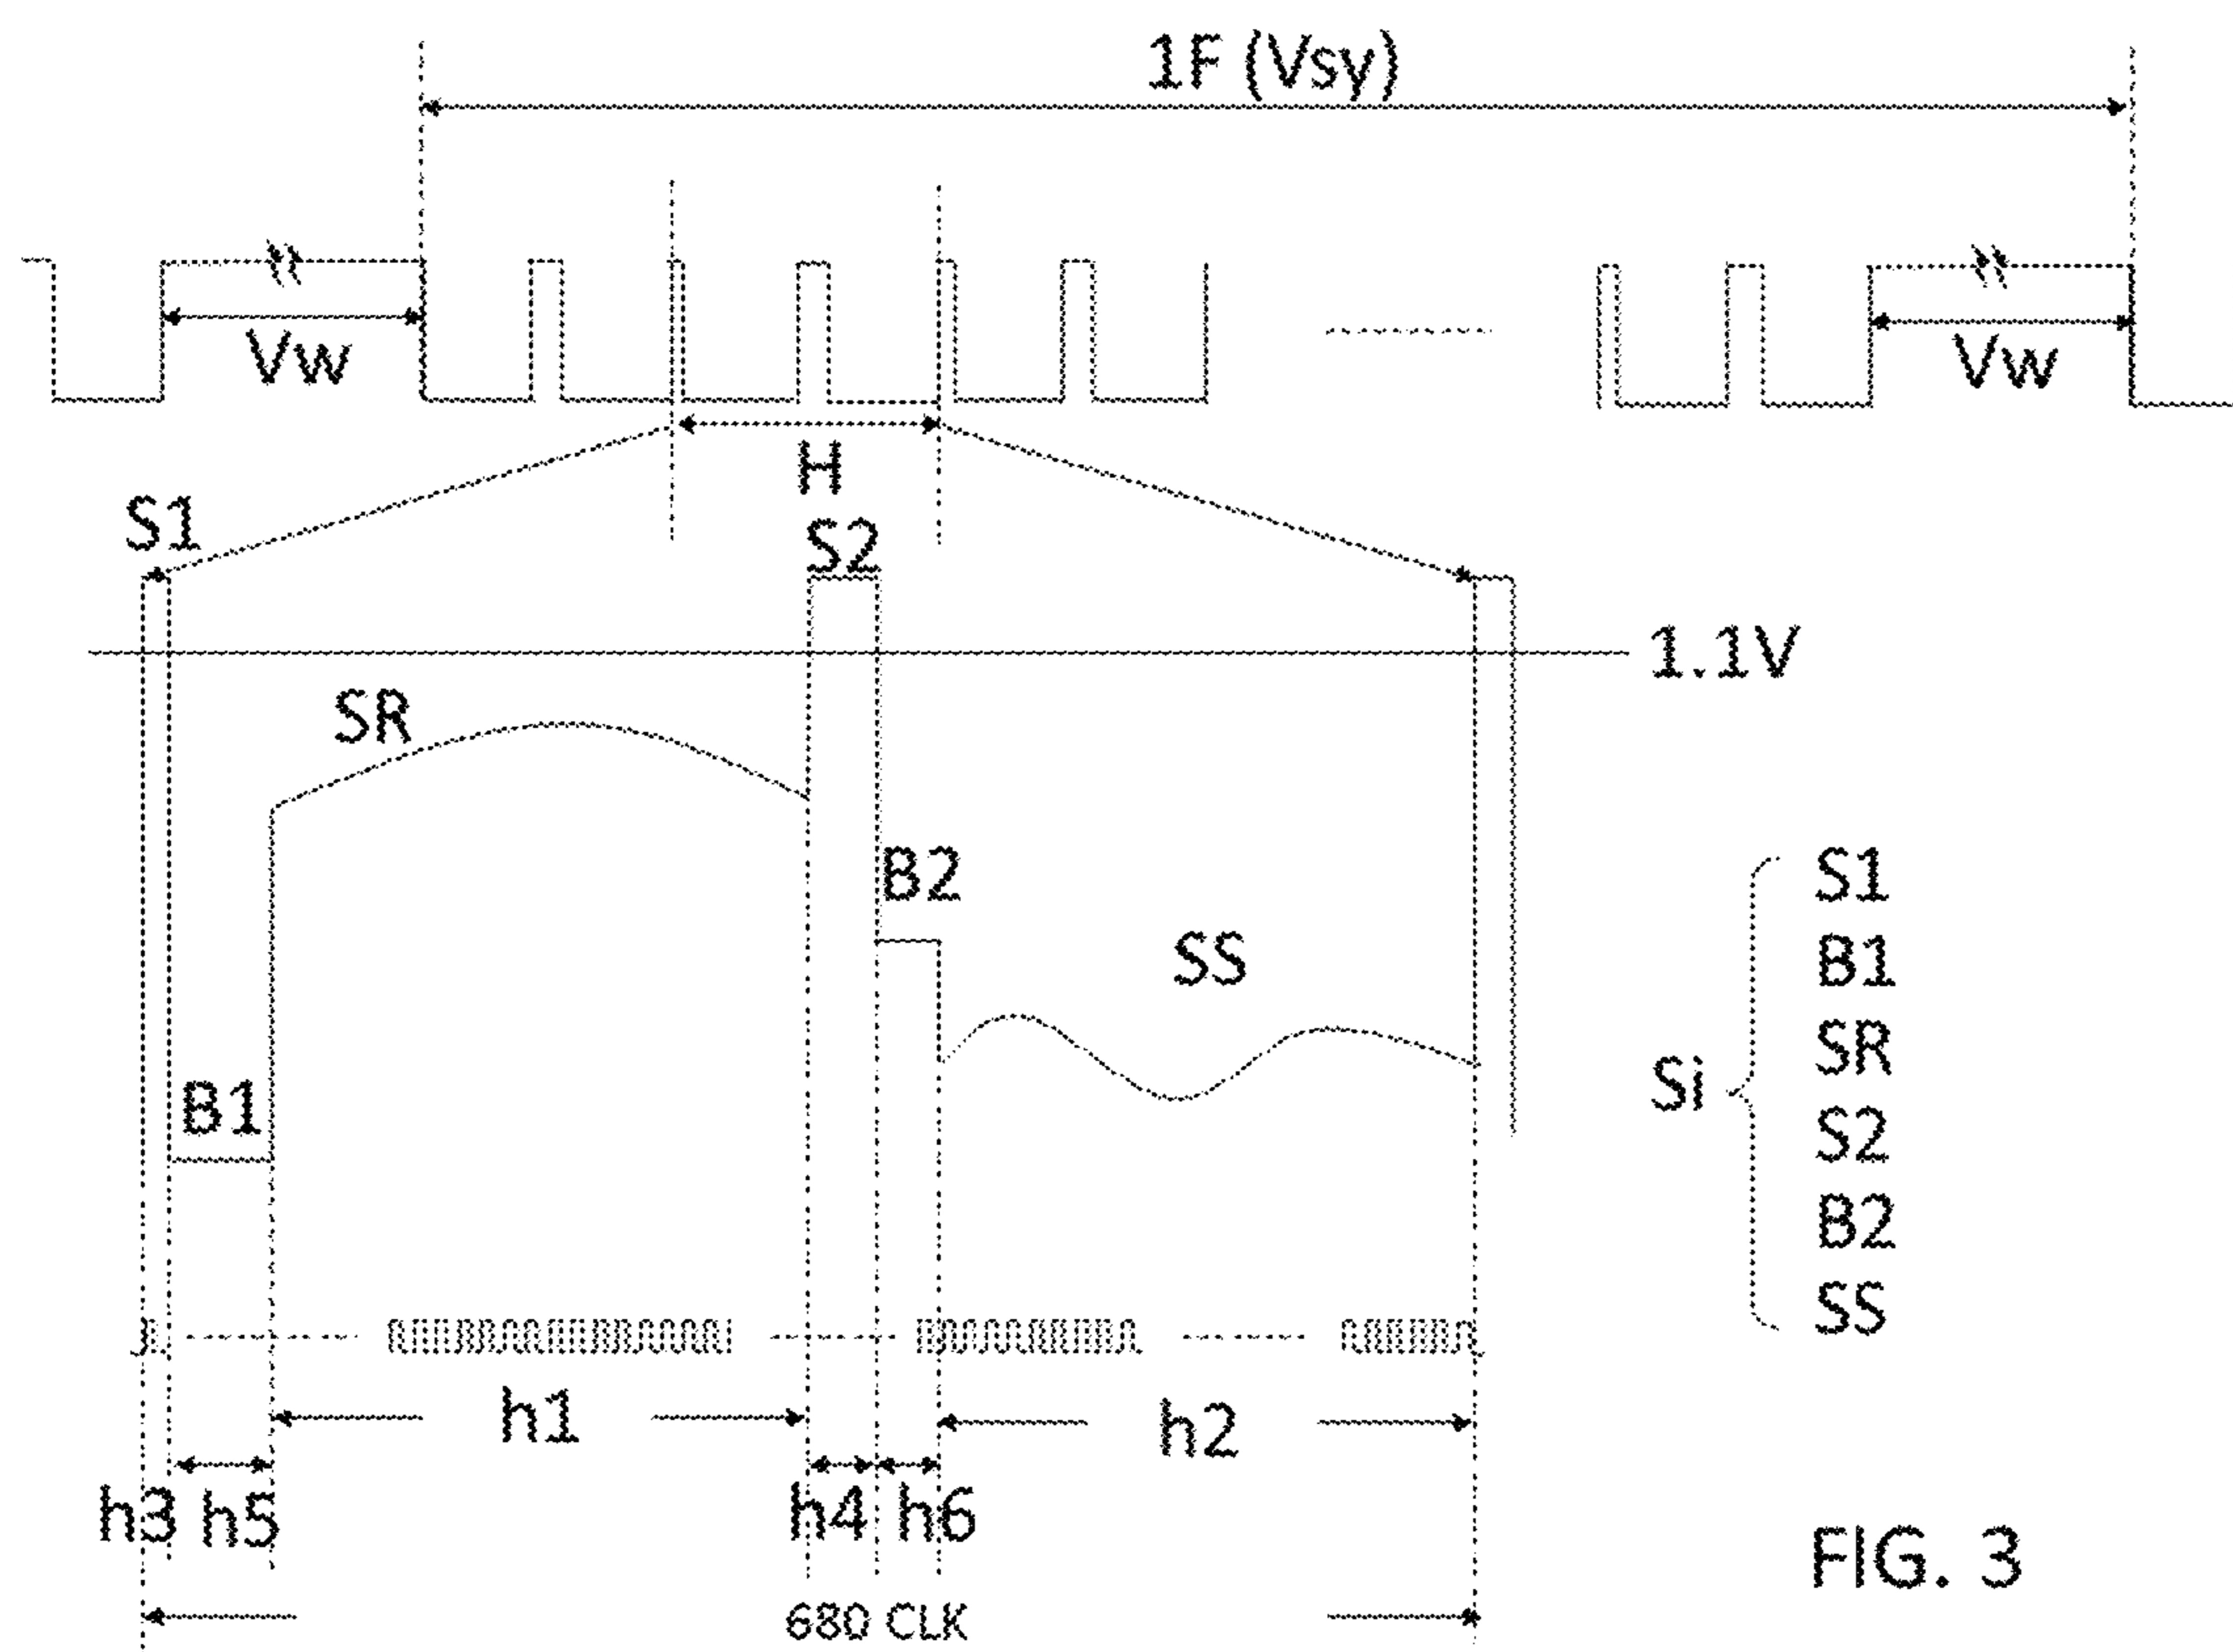 1F (Vsy)
Vw
Vw
H
S1
S2
1.1V
SR
B2
SS
B1
Si
S1
B1
SR
S2
B2
SS
h1
h2
h3
h5
h4
h6
680 CLK
FIG. 3